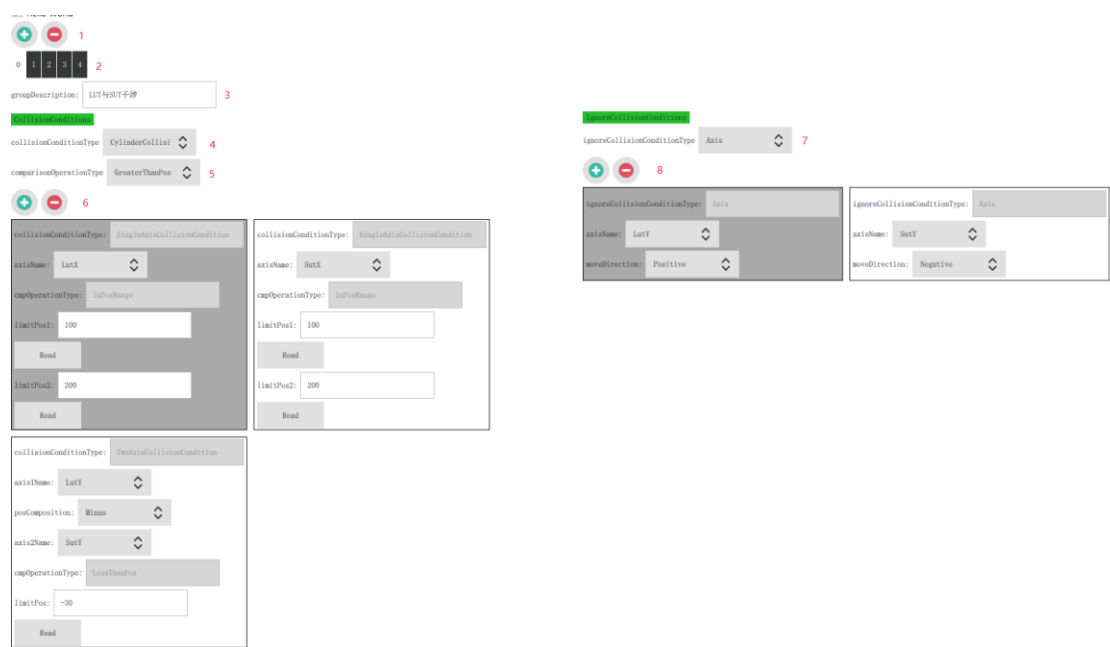 1
0 1 2 3 4 2
groupDescription: LUT与SUT干涉 3
CollisionConditions
collisionConditionType CylinderCollisi 4
comparisonOperationType GreaterThanPos 5
6
collisionConditionType: SingleAxisCollisionCondition
axisName: LutX
cmpOperationType: InPosRange
limitPos1: 100
Read
limitPos2: 200
Read
collisionConditionType: SingleAxisCollisionCondition
axisName: SutX
cmpOperationType: InPosRange
limitPos1: 100
Read
limitPos2: 200
Read
collisionConditionType: TwoAxisCollisionCondition
axis1Name: LutY
posComposition: Minus
axis2Name: SutY
cmpOperationType: LessThanPos
limitPos: -30
Read
IgnoreCollisionConditions
ignoreCollisionConditionType Axis 7
8
ignoreCollisionConditionType: Axis
axisName: LutY
moveDirection: Positive
ignoreCollisionConditionType: Axis
axisName: SutY
moveDirection: Negative